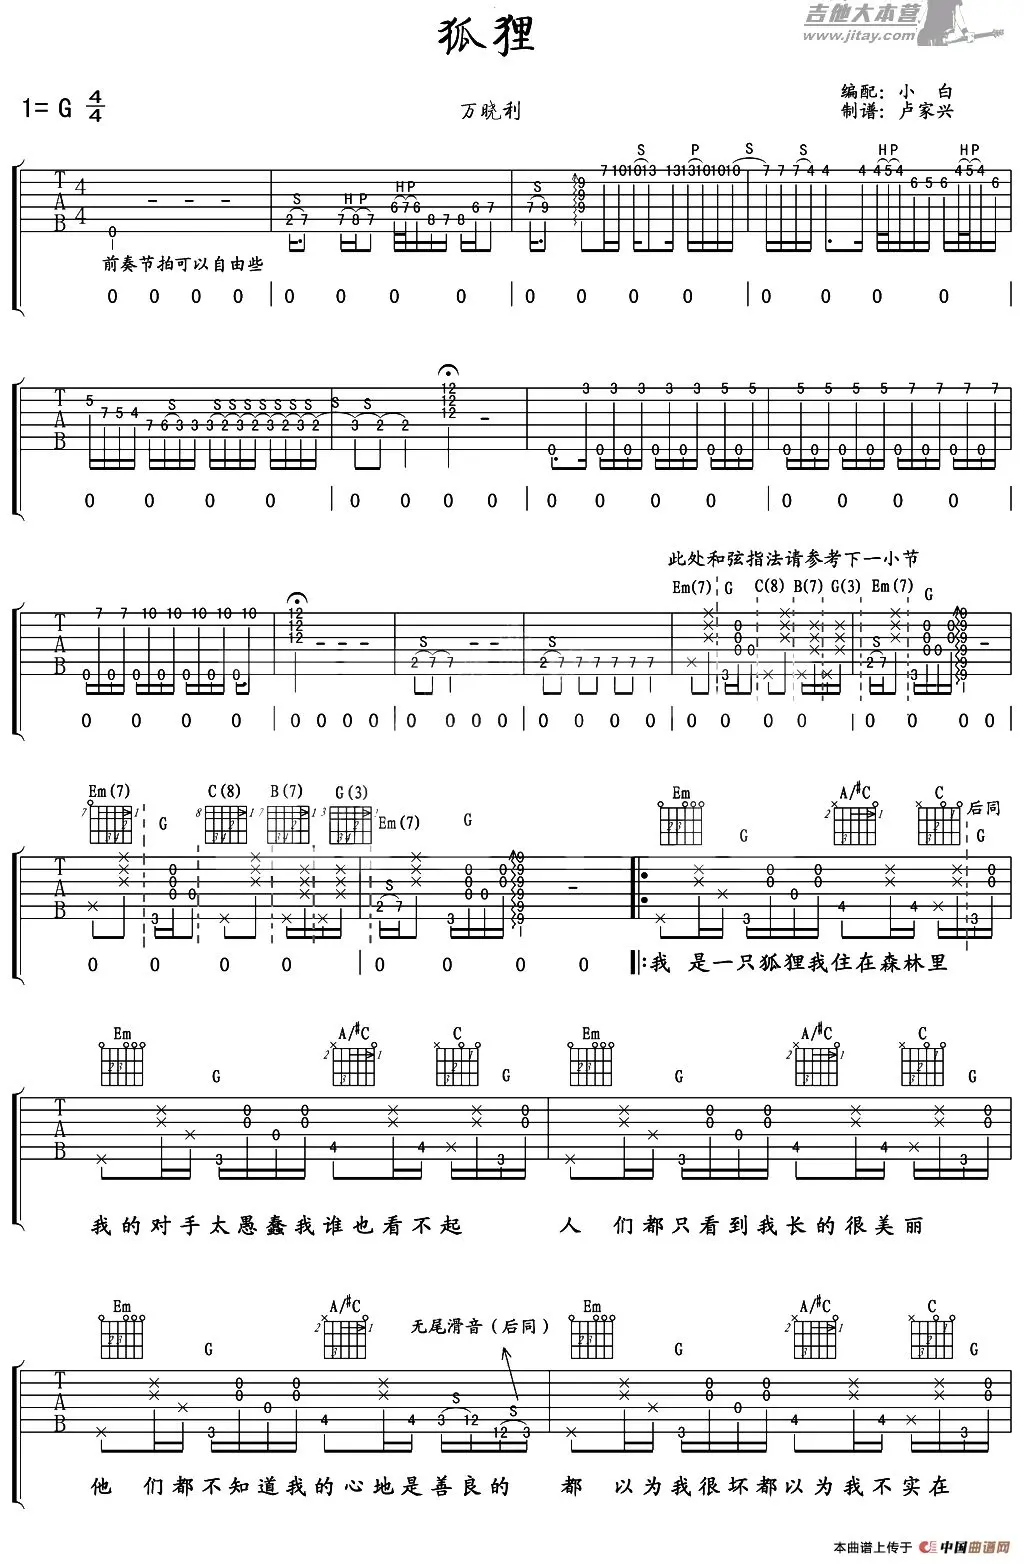 吉他大本营
www.jitay.com
狐狸
1= G 4/4
万晓利
编配：小 白
制谱：卢家兴
前奏节拍可以自由些
0 0 0 0 0 0 0 0 0 0 0 0 0 0 0 0
0 0 0 0 0 0 0 0 0 0 0 0 0 0 0 0
此处和弦指法请参考下一小节
Em(7) G C(8) B(7) G(3) Em(7) G
0 0 0 0 0 0 0 0 0 0 0 0 0 0 0 0 0 0 0 0
Em(7) G C(8) B(7) G(3) Em(7) G Em G A/#C C 后同 G
0 0 0 0 0 0 0 0 我 是一只狐狸我住在森林里
Em G A/#C C G Em G A/#C C G
我的对手太愚蠢我谁也看不起 人 们都只看到我长的很美丽
Em G A/#C 无尾滑音（后同） Em G A/#C C G
他 们都不知道我的心地是善良的 都 以为我很坏都以为我不实在
本曲谱上传于 中国曲谱网